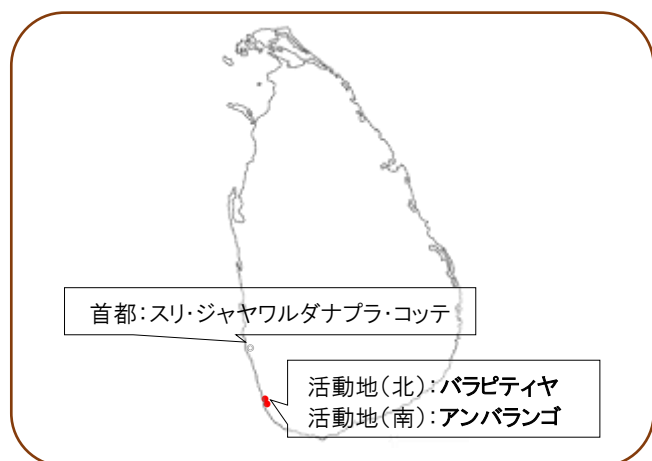 首都：スリ・ジャヤワルダナプラ・コッテ
活動地（北）：バラピティヤ
活動地（南）：アンバランゴ